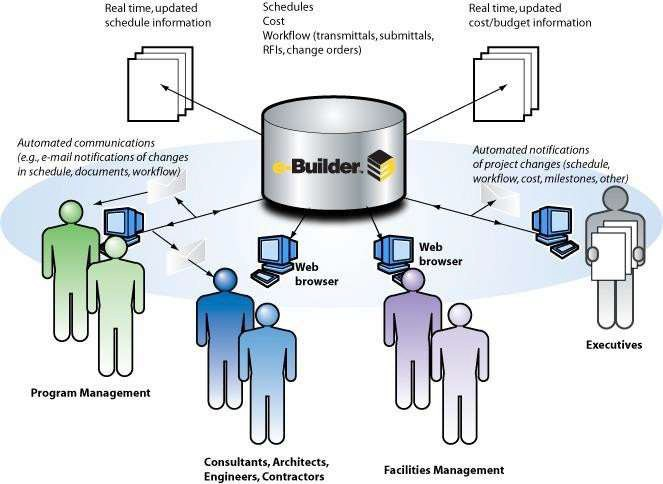 Real time, updated
schedule information
Schedules
Cost
Workflow (transmittals, submittals,
RFIs, change orders)
Real time, updated
cost/budget information
Automated communications
(e.g., e-mail notifications of changes
in schedule, documents, workflow)
e-Builder.
Automated notifications
of project changes (schedule,
workflow, cost, milestones, other)
Web
browser
Web
browser
Executives
Program Management
Consultants, Architects,
Engineers, Contractors
Facilities Management